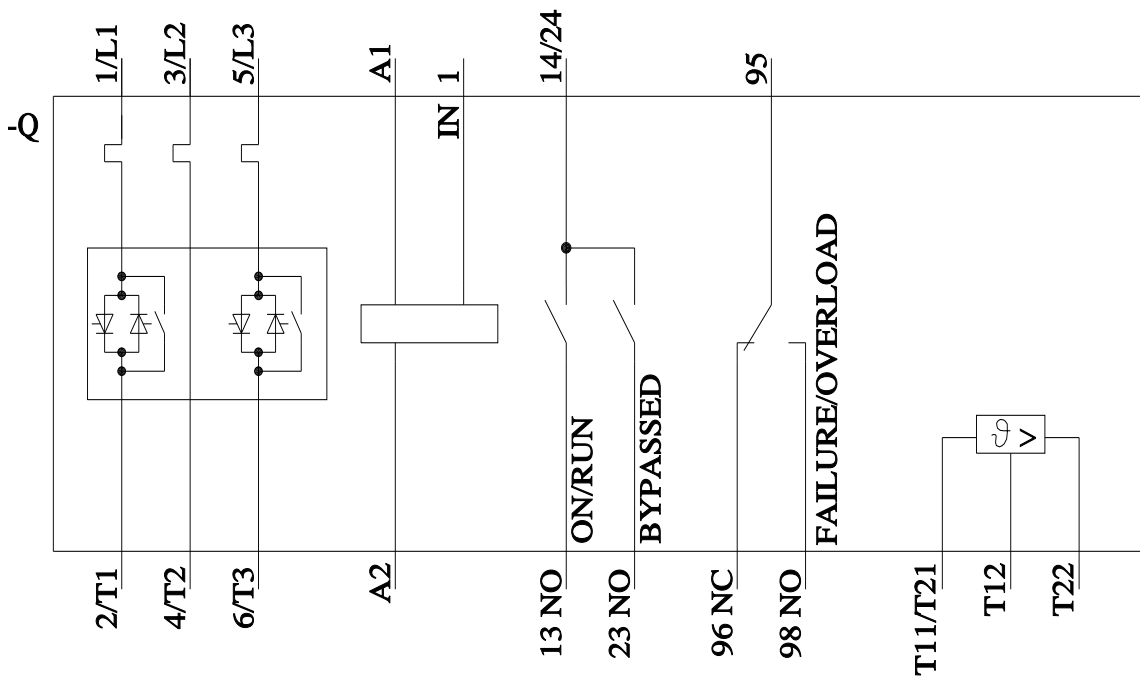 1/L1
3/L2
5/L3
A1
1
14/24
95
-Q
IN
ON/RUN
BYPASSED
FAILURE/OVERLOAD
ϑ >
2/T1
4/T2
6/T3
A2
13 NO
23 NO
96 NC
98 NO
T11/T21
T12
T22